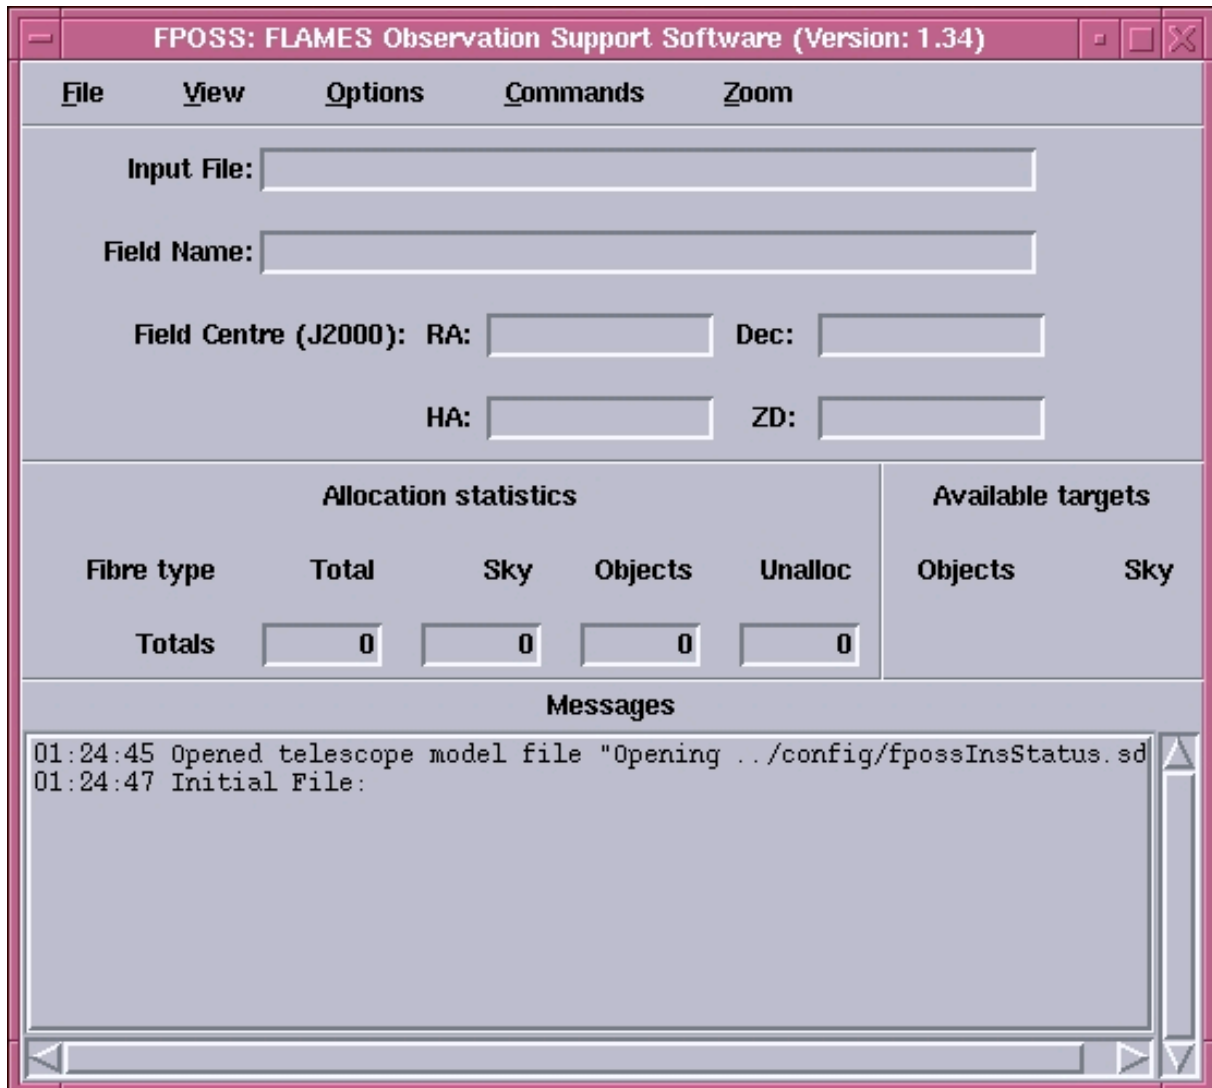 FPOSS: FLAMES Observation Support Software (Version: 1.34)
File View Options Commands Zoom
Input File:
Field Name:
Field Centre (J2000): RA: Dec:
HA: ZD:
Allocation statistics Available targets
Fibre type Total Sky Objects Unalloc Objects Sky
Totals 0 0 0 0
Messages
01:24:45 Opened telescope model file "Opening ../config/fpossInsStatus.sd
01:24:47 Initial File: